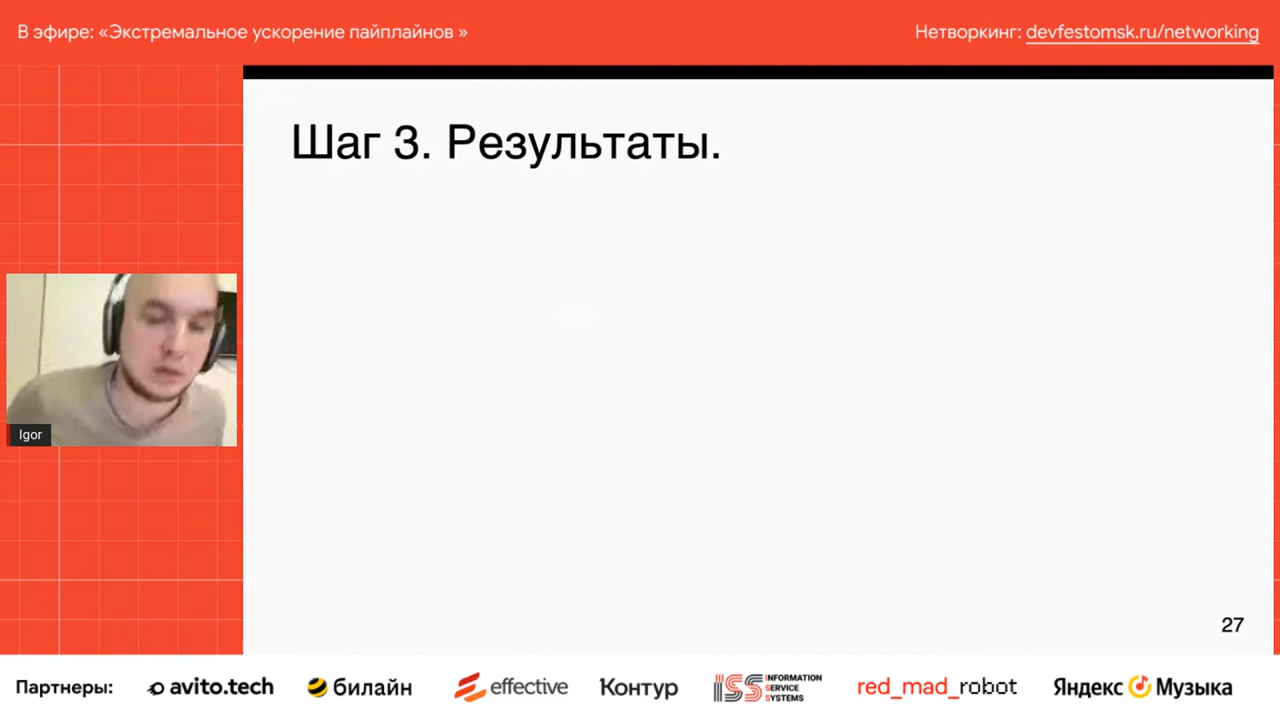 В эфире: «Экстремальное ускорение пайплайнов »
Нетворкинг: devfestomsk.ru/networking
Шаг 3. Результаты.
Igor
27
Партнеры:
avito.tech
билайн
effective
Контур
ISS INFORMATION SERVICE SYSTEMS
red_mad_robot
Яндекс Музыка